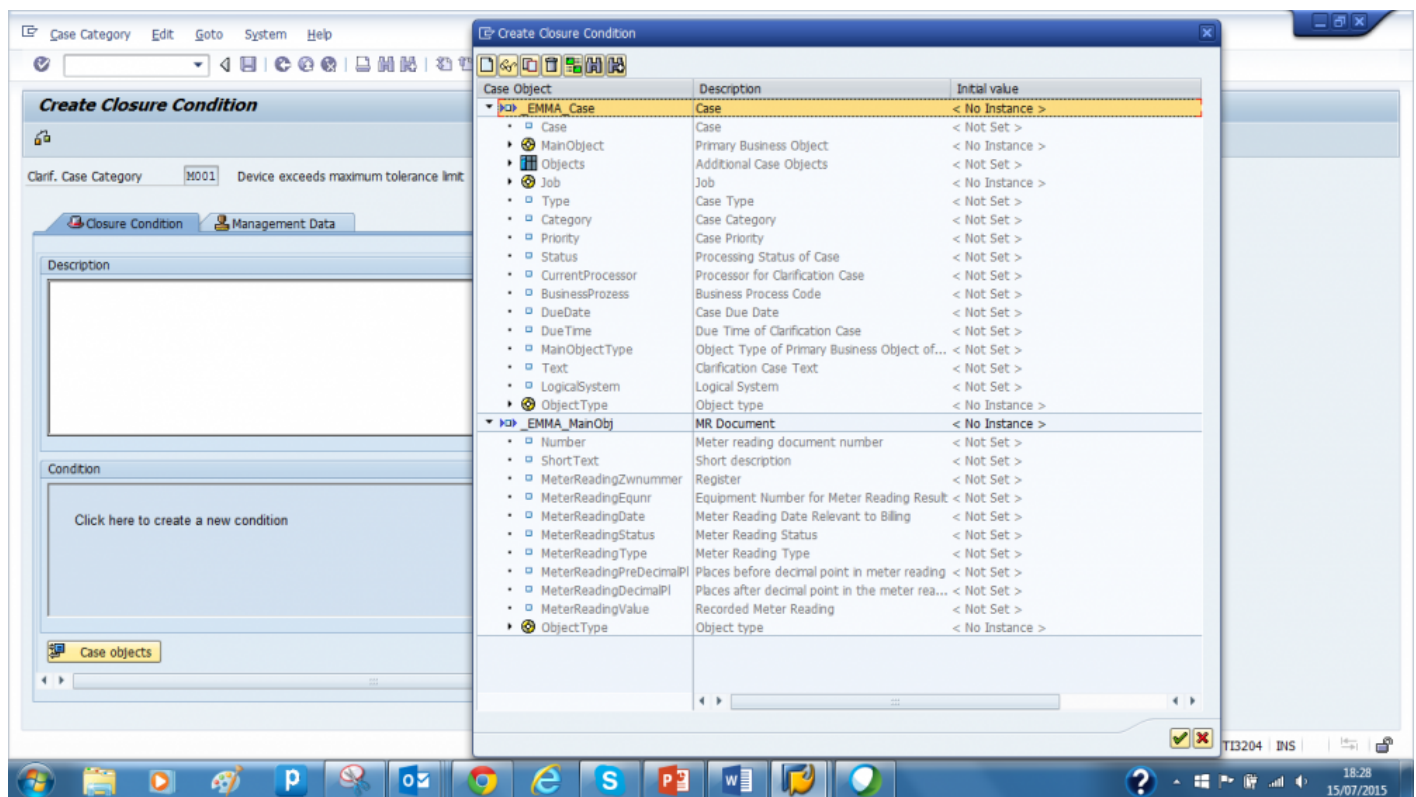 Case Category Edit Goto System Help
Create Closure Condition
Clarif. Case Category M001 Device exceeds maximum tolerance limit
Closure Condition Management Data
Description
Condition
Click here to create a new condition
Case objects
Create Closure Condition
Case Object Description Initial value
_EMMA_Case Case < No Instance >
Case Case < Not Set >
MainObject Primary Business Object < No Instance >
Objects Additional Case Objects < Not Set >
Job Job < No Instance >
Type Case Type < Not Set >
Category Case Category < Not Set >
Priority Case Priority < Not Set >
Status Processing Status of Case < Not Set >
CurrentProcessor Processor for Clarification Case < Not Set >
BusinessProzess Business Process Code < Not Set >
DueDate Case Due Date < Not Set >
DueTime Due Time of Clarification Case < Not Set >
MainObjectType Object Type of Primary Business Object of... < Not Set >
Text Clarification Case Text < Not Set >
LogicalSystem Logical System < Not Set >
ObjectType Object type < No Instance >
_EMMA_MainObj MR Document < No Instance >
Number Meter reading document number < Not Set >
ShortText Short description < Not Set >
MeterReadingZwnummer Register < Not Set >
MeterReadingEqunr Equipment Number for Meter Reading Result < Not Set >
MeterReadingDate Meter Reading Date Relevant to Billing < Not Set >
MeterReadingStatus Meter Reading Status < Not Set >
MeterReadingType Meter Reading Type < Not Set >
MeterReadingPreDecimalPl Places before decimal point in meter reading < Not Set >
MeterReadingDecimalPl Places after decimal point in the meter rea... < Not Set >
MeterReadingValue Recorded Meter Reading < Not Set >
ObjectType Object type < No Instance >
TI3204 INS
18:28
15/07/2015